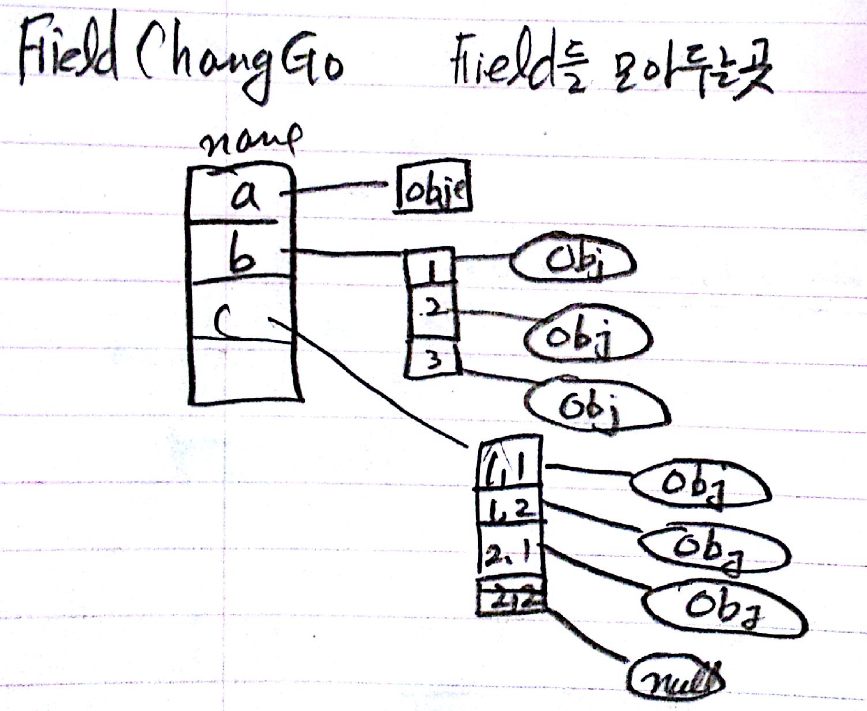 Field ChangGo Field들 모아두는곳
name
a obje
b
1 Obj
2 Obj
3 Obj
C
1,1 Obj
1,2 Obj
2,1 Obj
2,2
null